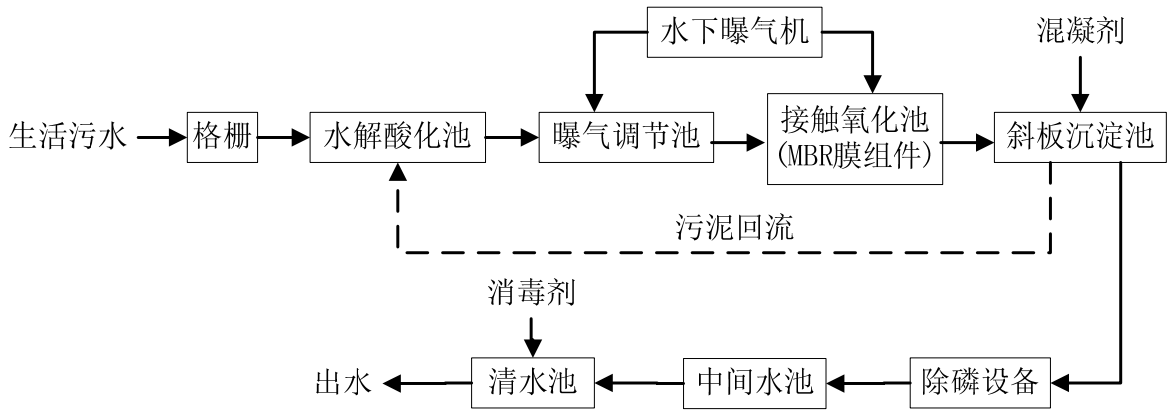 水下曝气机
混凝剂
生活污水
格栅
水解酸化池
曝气调节池
接触氧化池
(MBR膜组件)
斜板沉淀池
污泥回流
消毒剂
出水
清水池
中间水池
除磷设备